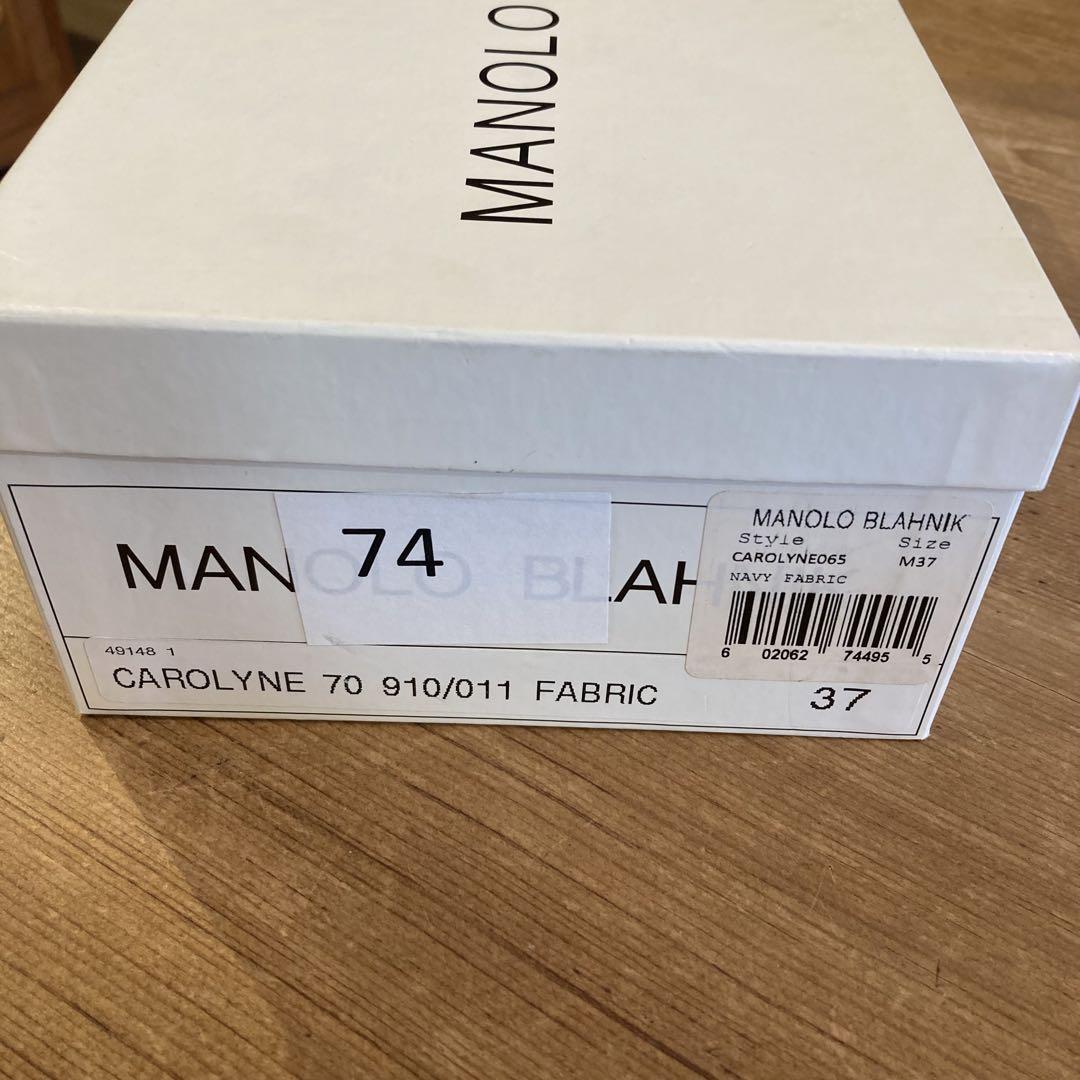 MANOLO
MANOLO BLAH
74
MANOLO BLAHNIK
Style Size
CAROLYNE065 M37
NAVY FABRIC
6 02062 74495 5
49148 1
CAROLYNE 70 910/011 FABRIC 37